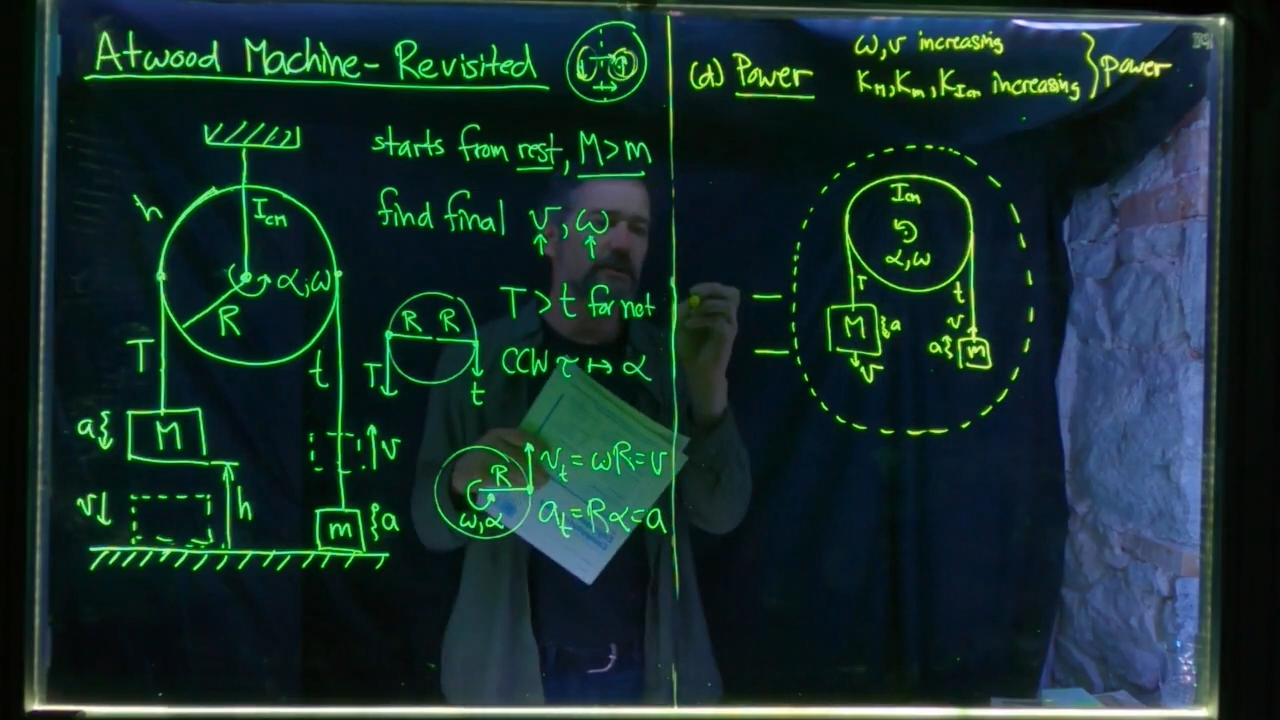 Atwood Machine - Revisited
starts from rest, M>m
find final v, ω
h
I_cm
α, ω
R
T
t
R R
T
t
T > t for net
CCW τ ↦ α
a
M
v
h
v
m
a
R
ω, α
v_t = ωR = v
a_t = Rα = a
(d) Power
ω, v increasing
K_M, K_m, K_Icm increasing
} power
I_cm
α, ω
T
t
M
a
v
v
a
m